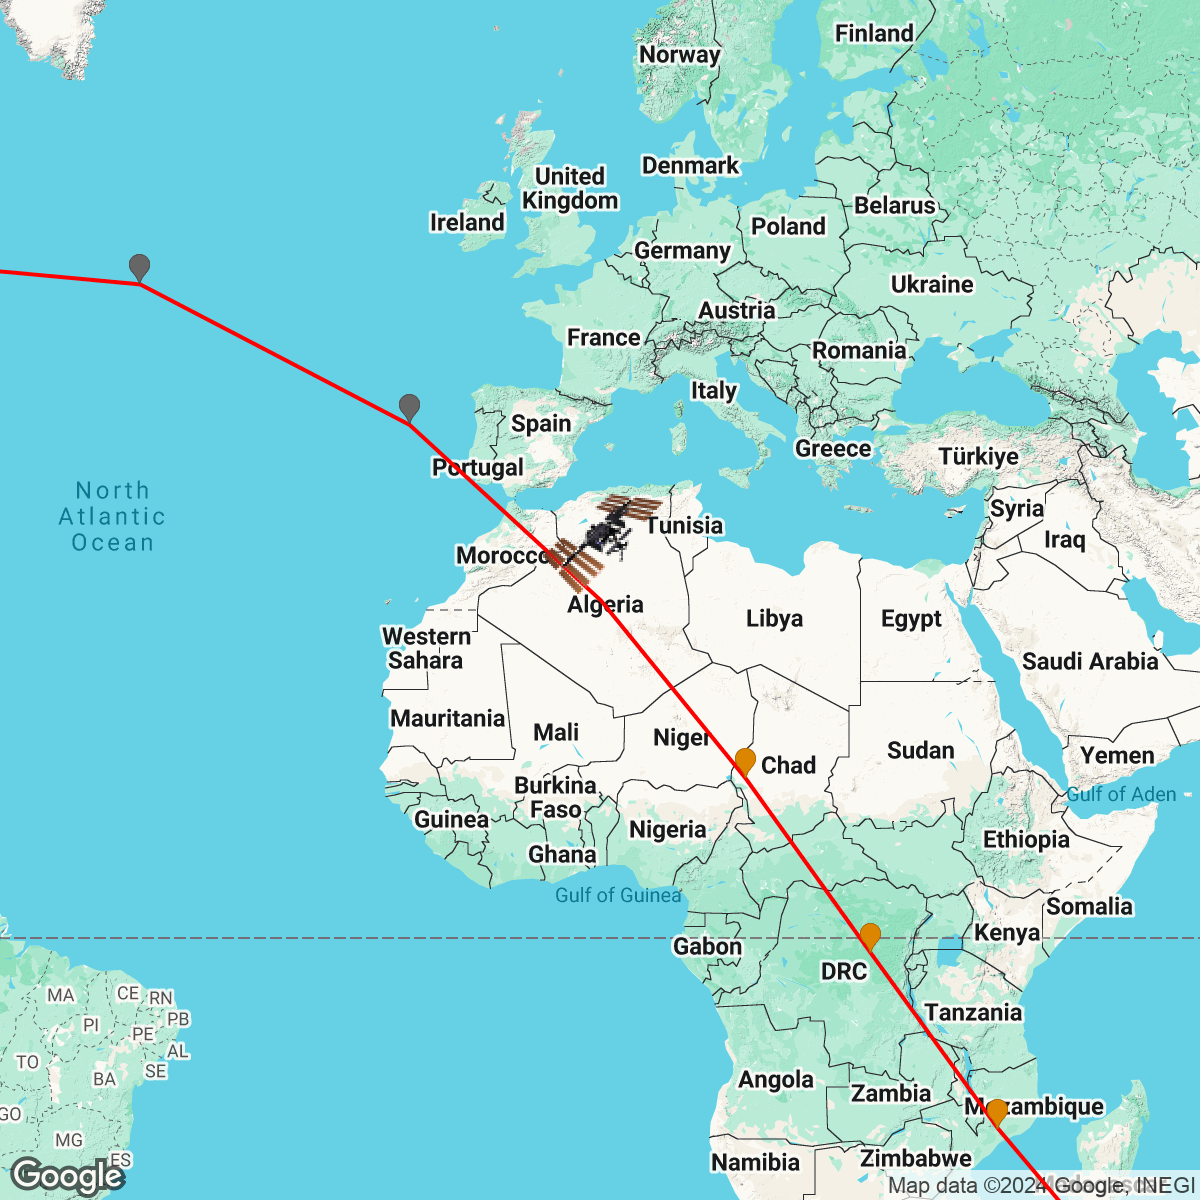 Finland
Norway
Denmark
United
Kingdom
Ireland
Belarus
Poland
Germany
Ukraine
Austria
France
Romania
Italy
Spain
Greece
Türkiye
Portugal
North
Atlantic
Ocean
Syria
Tunisia
Iraq
Morocco
Algeria
Libya
Egypt
Western
Sahara
Saudi Arabia
Mauritania
Mali
Niger
Sudan
Yemen
Chad
Burkina
Faso
Gulf of Aden
Guinea
Nigeria
Ethiopia
Ghana
Gulf of Guinea
Somalia
Kenya
Gabon
DRC
MA
CE
RN
PB
PI
PE
AL
TO
SE
BA
GO
MG
ES
Tanzania
Angola
Zambia
Mozambique
Namibia
Zimbabwe
Google
Map data ©2024 Google, INEGI